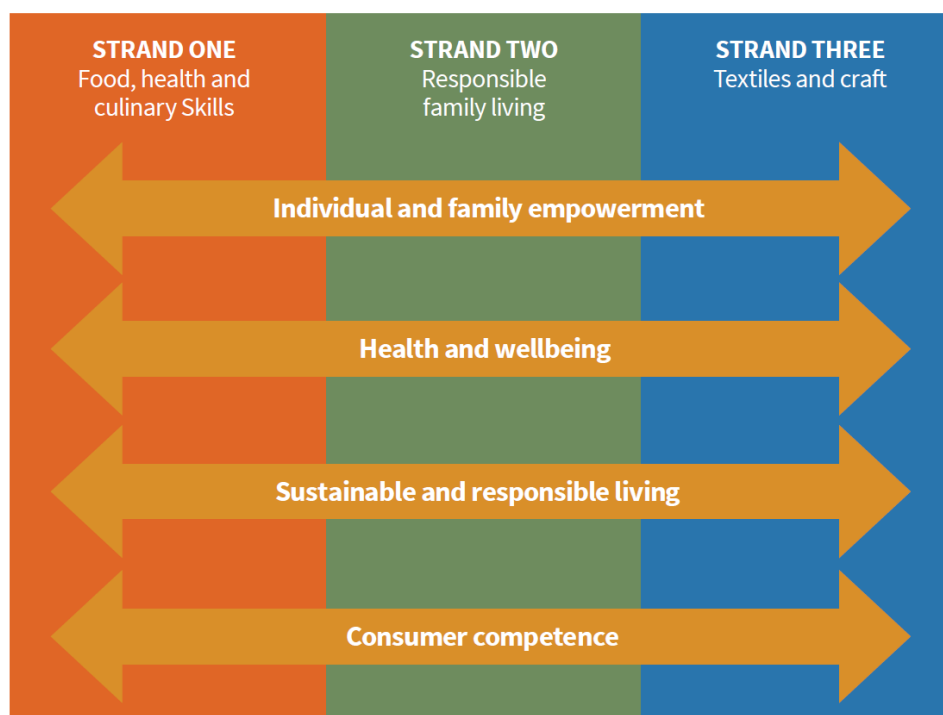 STRAND ONE
Food, health and
culinary Skills
STRAND TWO
Responsible
family living
STRAND THREE
Textiles and craft
Individual and family empowerment
Health and wellbeing
Sustainable and responsible living
Consumer competence